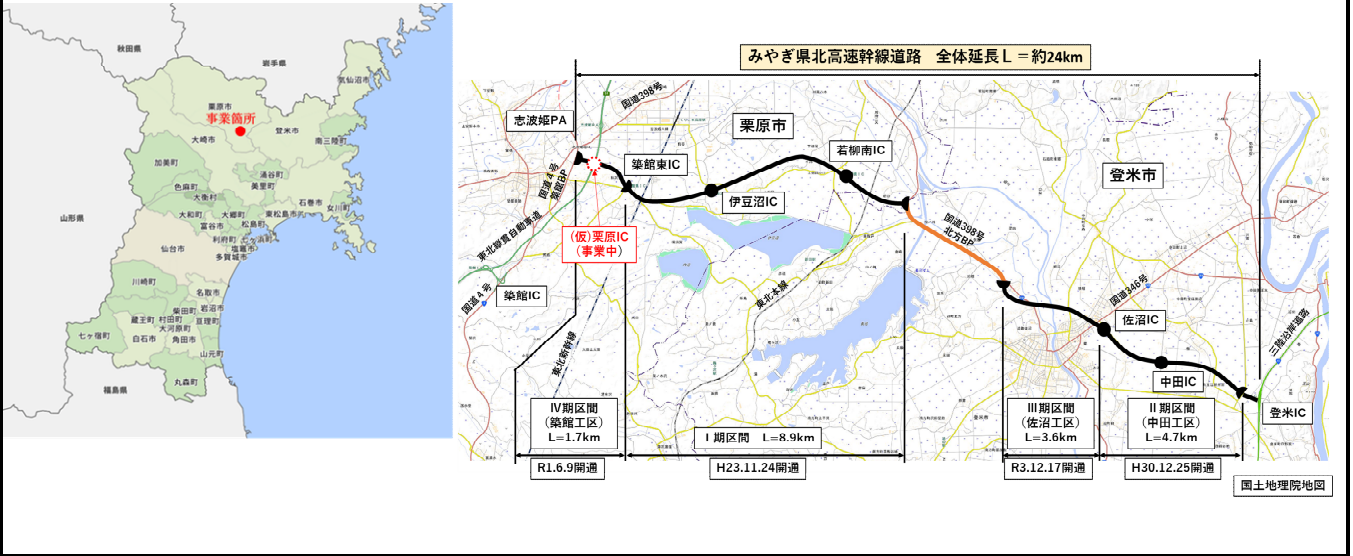 秋田県
岩手県
気仙沼市
栗原市
事業箇所
登米市
大崎市
南三陸町
加美町
涌谷町
美里町
色麻町
大衡村
石巻市
女川町
大和町
大郷町
東松島市
松島町
富谷市
利府町
七ヶ浜町
塩竈市
多賀城市
山形県
仙台市
川崎町
名取市
柴田町
岩沼市
蔵王町
村田町
亘理町
大河原町
七ヶ宿町
白石市
角田市
山元町
丸森町
福島県
みやぎ県北高速幹線道路 全体延長L=約24km
国道398号
志波姫PA
栗原市
築館東IC
若柳南IC
登米市
国道4号
築館BP
伊豆沼IC
東北縦貫自動車道
(仮)栗原IC
(事業中)
国道398号
北方BP
築館IC
国道4号
東北本線
国道346号
佐沼IC
三陸沿岸道路
東北新幹線
中田IC
登米IC
Ⅳ期区間
(築館工区)
L=1.7km
Ⅰ期区間 L=8.9km
Ⅲ期区間
(佐沼工区)
L=3.6km
Ⅱ期区間
(中田工区)
L=4.7km
R1.6.9開通
H23.11.24開通
R3.12.17開通
H30.12.25開通
国土地理院地図